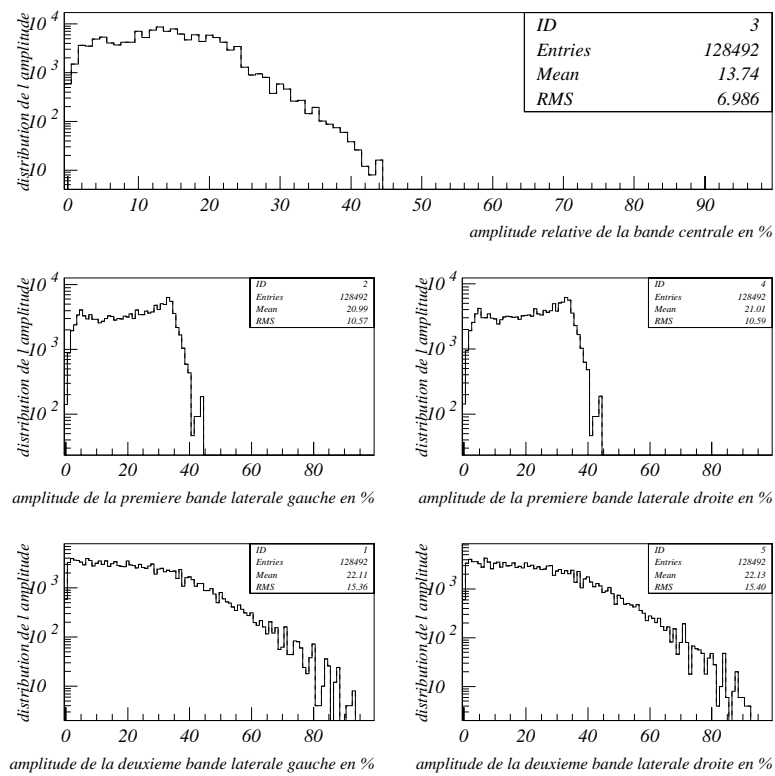 distribution de l amplitude
10 4
10 3
10 2
10
ID 3
Entries 128492
Mean 13.74
RMS 6.986
0 10 20 30 40 50 60 70 80 90
amplitude relative de la bande centrale en %
distribution de l amplitude
10 4
10 3
10 2
ID 2
Entries 128492
Mean 20.99
RMS 10.57
0 20 40 60 80
amplitude de la premiere bande laterale gauche en %
distribution de l amplitude
10 4
10 3
10 2
ID 4
Entries 128492
Mean 21.01
RMS 10.59
0 20 40 60 80
amplitude de la premiere bande laterale droite en %
distribution de l amplitude
10 3
10 2
10
ID 1
Entries 128492
Mean 22.11
RMS 15.36
0 20 40 60 80
amplitude de la deuxieme bande laterale gauche en %
distribution de l amplitude
10 3
10 2
10
ID 5
Entries 128492
Mean 22.13
RMS 15.40
0 20 40 60 80
amplitude de la deuxieme bande laterale droite en %